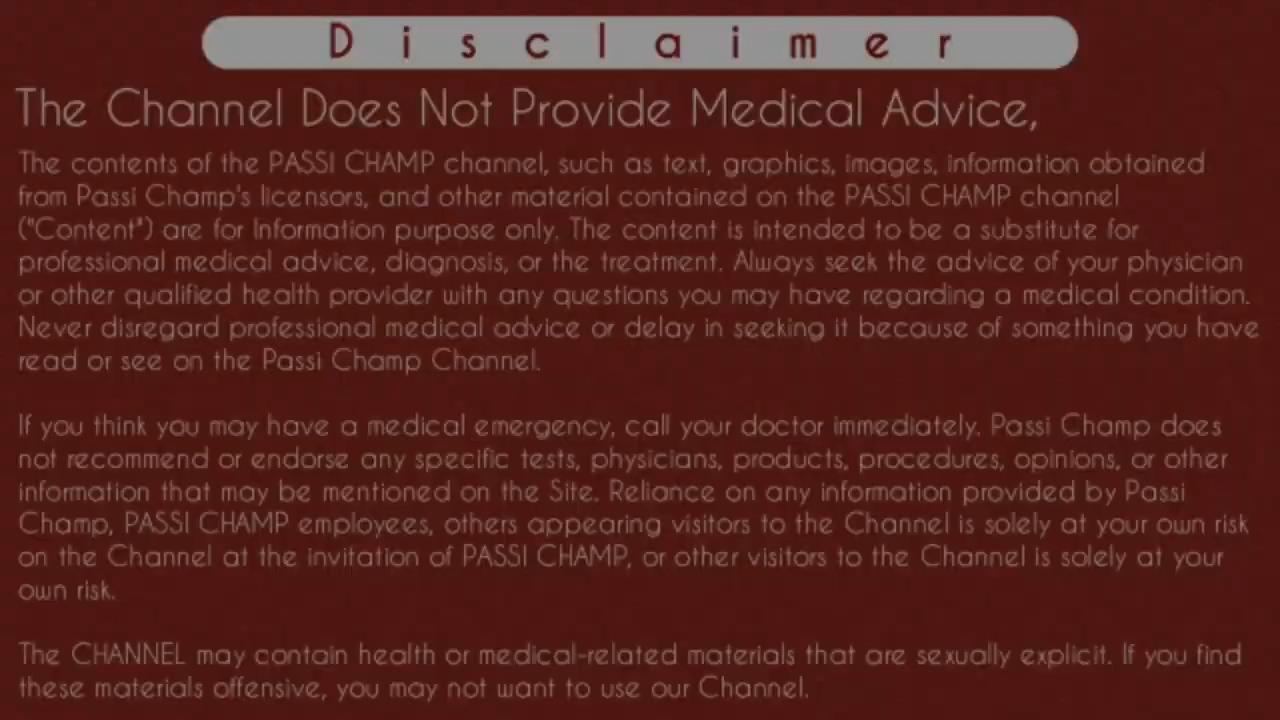 Disclaimer
The Channel Does Not Provide Medical Advice,
The contents of the PASSI CHAMP channel, such as text, graphics, images, information obtained
from Passi Champ's licensors, and other material contained on the PASSI CHAMP channel
("Content") are for Information purpose only. The content is intended to be a substitute for
professional medical advice, diagnosis, or the treatment. Always seek the advice of your physician
or other qualified health provider with any questions you may have regarding a medical condition.
Never disregard professional medical advice or delay in seeking it because of something you have
read or see on the Passi Champ Channel.
If you think you may have a medical emergency, call your doctor immediately. Passi Champ does
not recommend or endorse any specific tests, physicians, products, procedures, opinions, or other
information that may be mentioned on the Site. Reliance on any information provided by Passi
Champ, PASSI CHAMP employees, others appearing visitors to the Channel is solely at your own risk
on the Channel at the invitation of PASSI CHAMP, or other visitors to the Channel is solely at your
own risk.
The CHANNEL may contain health or medical-related materials that are sexually explicit. If you find
these materials offensive, you may not want to use our Channel.